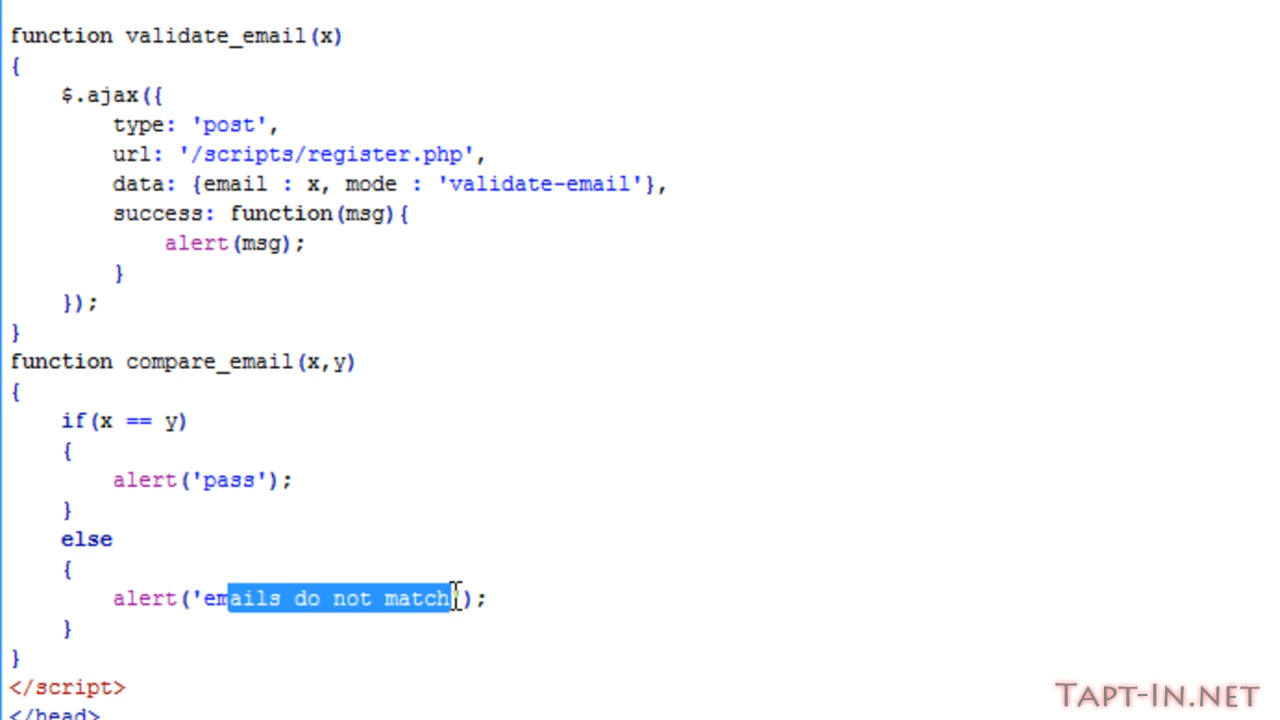 function validate_email(x)
{
    $.ajax({
        type: 'post',
        url: '/scripts/register.php',
        data: {email : x, mode : 'validate-email'},
        success: function(msg){
            alert(msg);
        }
    });
}
function compare_email(x,y)
{
    if(x == y)
    {
        alert('pass');
    }
    else
    {
        alert('emails do not match');
    }
}
</script>
</head>
TAPT-IN.NET